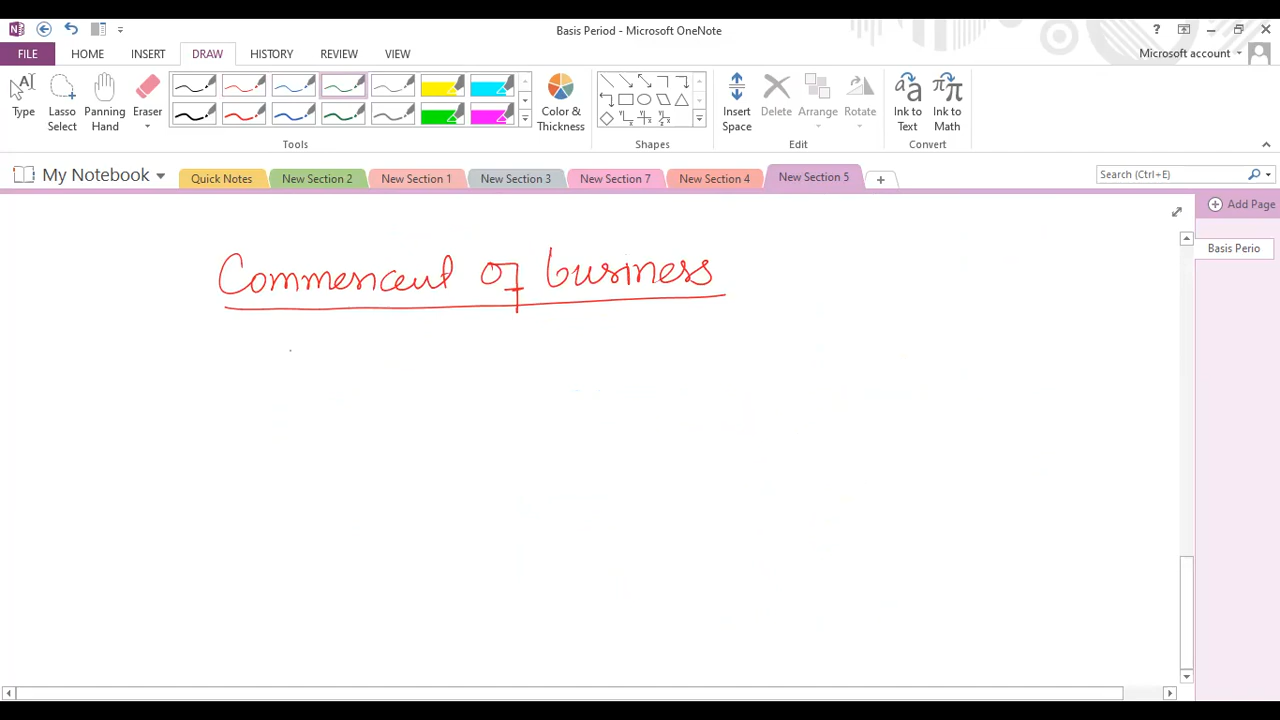 Basis Period - Microsoft OneNote
?
FILE HOME INSERT DRAW HISTORY REVIEW VIEW Microsoft account
Type Lasso Select Panning Hand Eraser Color & Thickness Insert Space Delete Arrange Rotate Ink to Text Ink to Math
Tools Shapes Edit Convert
My Notebook Quick Notes New Section 2 New Section 1 New Section 3 New Section 7 New Section 4 New Section 5 Search (Ctrl+E)
Add Page
Basis Perio
Commenceut of business